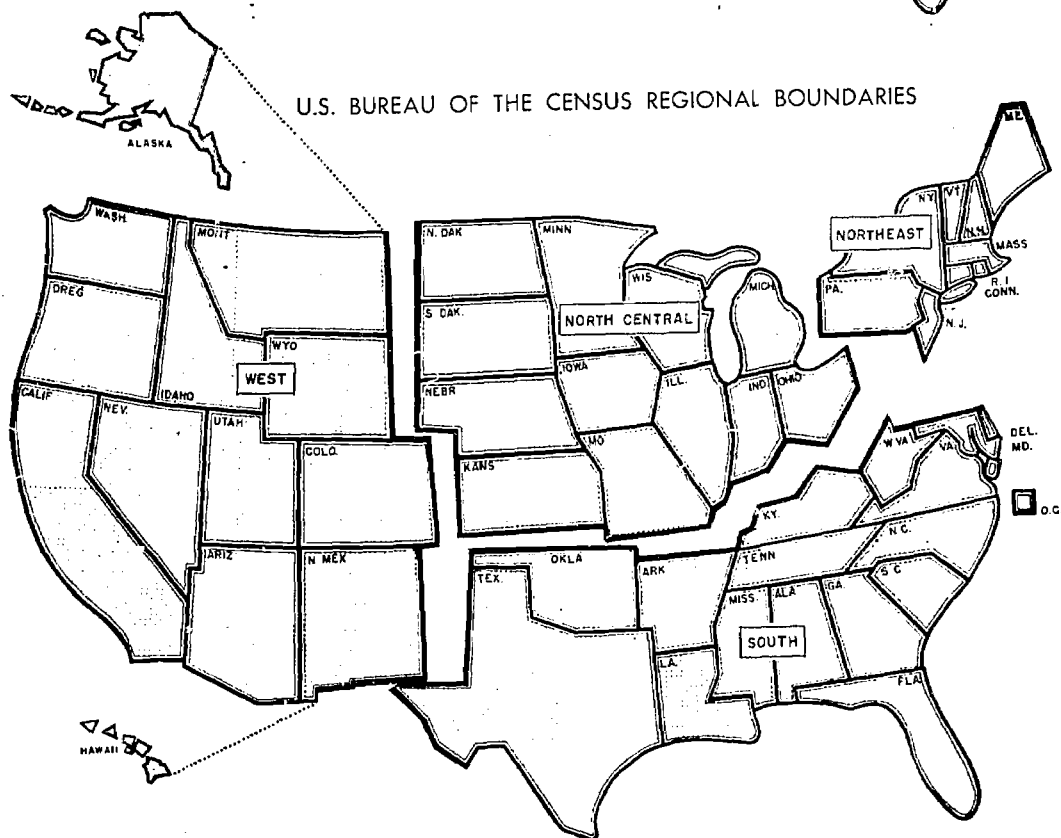 U.S. BUREAU OF THE CENSUS REGIONAL BOUNDARIES
ALASKA
HAWAII
WEST
WASH.
OREG
CALIF
NEV.
IDAHO
MONT
WYO
UTAH
COLO.
ARIZ
N MEX
NORTH CENTRAL
N. DAK
S DAK.
NEBR
KANS
MINN
IOWA
MO.
WIS
ILL.
MICH.
IND.
OHIO
NORTHEAST
ME.
N.Y.
VT
N.H.
MASS
R. I
CONN.
PA.
N. J.
SOUTH
DEL.
MD.
D.C
W VA
VA.
KY.
TENN
N C.
S C
OKLA
TEX.
ARK
LA.
MISS.
ALA
GA.
FLA.